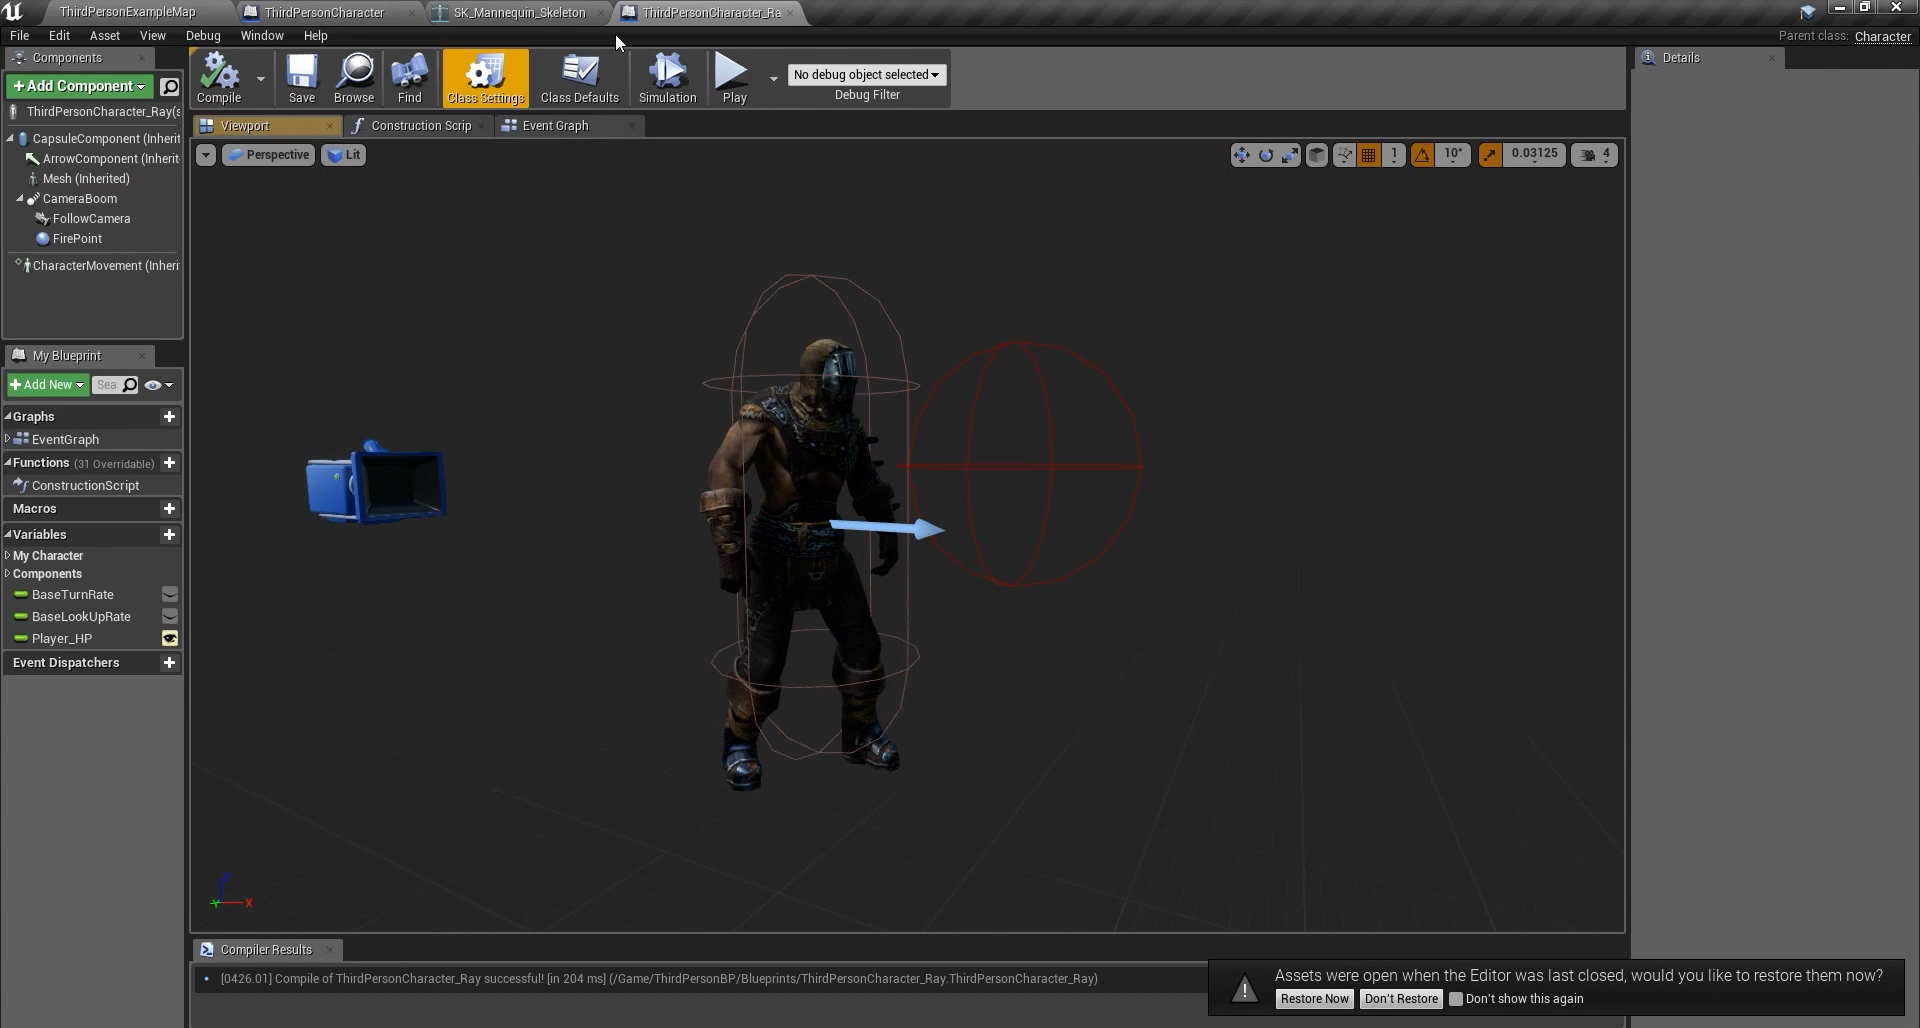 ThirdPersonExampleMap
ThirdPersonCharacter
SK_Mannequin_Skeleton
ThirdPersonCharacter_Ra
File Edit Asset View Debug Window Help
Parent class: Character
Components
+Add Component
ThirdPersonCharacter_Ray(s
CapsuleComponent (Inherit
ArrowComponent (Inherit
Mesh (Inherited)
CameraBoom
FollowCamera
FirePoint
CharacterMovement (Inheri
My Blueprint
+Add New
Sea
Graphs
EventGraph
Functions (31 Overridable)
ConstructionScript
Macros
Variables
My Character
Components
BaseTurnRate
BaseLookUpRate
Player_HP
Event Dispatchers
Compile
Save
Browse
Find
Class Settings
Class Defaults
Simulation
Play
No debug object selected
Debug Filter
Viewport
Construction Scrip
Event Graph
Perspective
Lit
1
10°
0.03125
4
Z
Y
X
Compiler Results
[0426.01] Compile of ThirdPersonCharacter_Ray successful! [in 204 ms] (/Game/ThirdPersonBP/Blueprints/ThirdPersonCharacter_Ray.ThirdPersonCharacter_Ray)
Details
Assets were open when the Editor was last closed, would you like to restore them now?
Restore Now
Don't Restore
Don't show this again